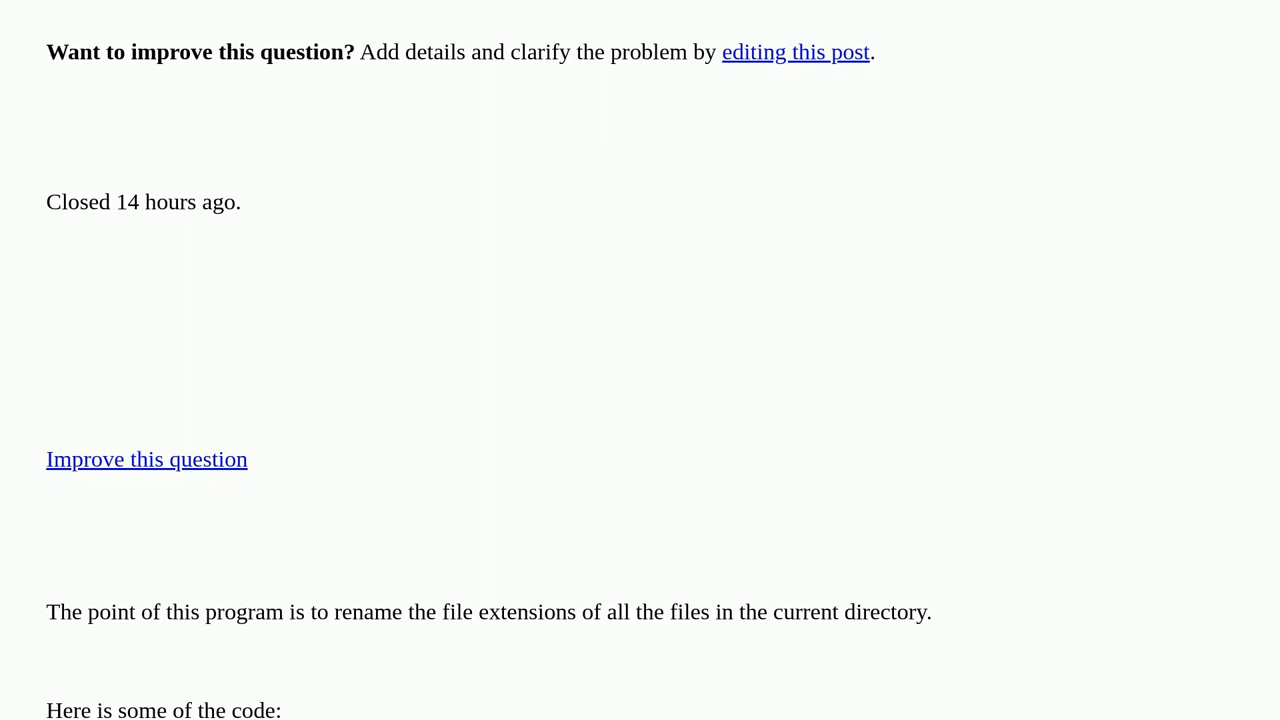 Want to improve this question? Add details and clarify the problem by editing this post.
Closed 14 hours ago.
Improve this question
The point of this program is to rename the file extensions of all the files in the current directory.
Here is some of the code: